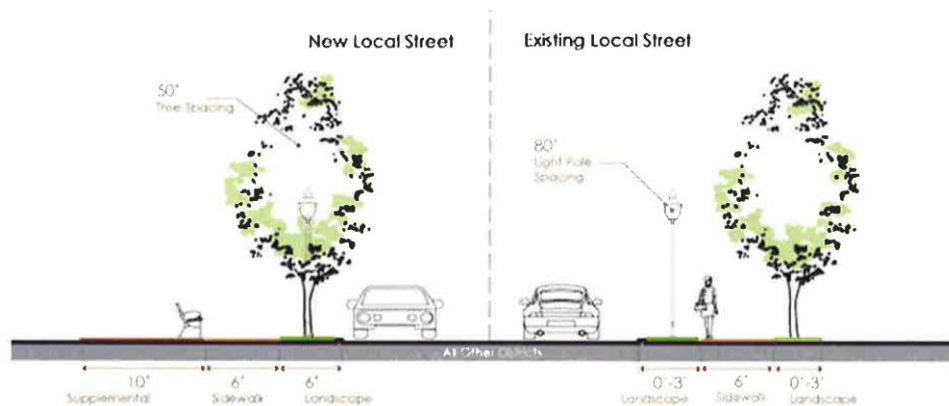 New Local Street
Existing Local Street
50'
Tree Spacing
80'
Light Pole
Spacing
All Other Objects
10'
Supplemental
6'
Sidewalk
6'
Landscape
0'-3'
Landscape
6'
Sidewalk
0'-3'
Landscape